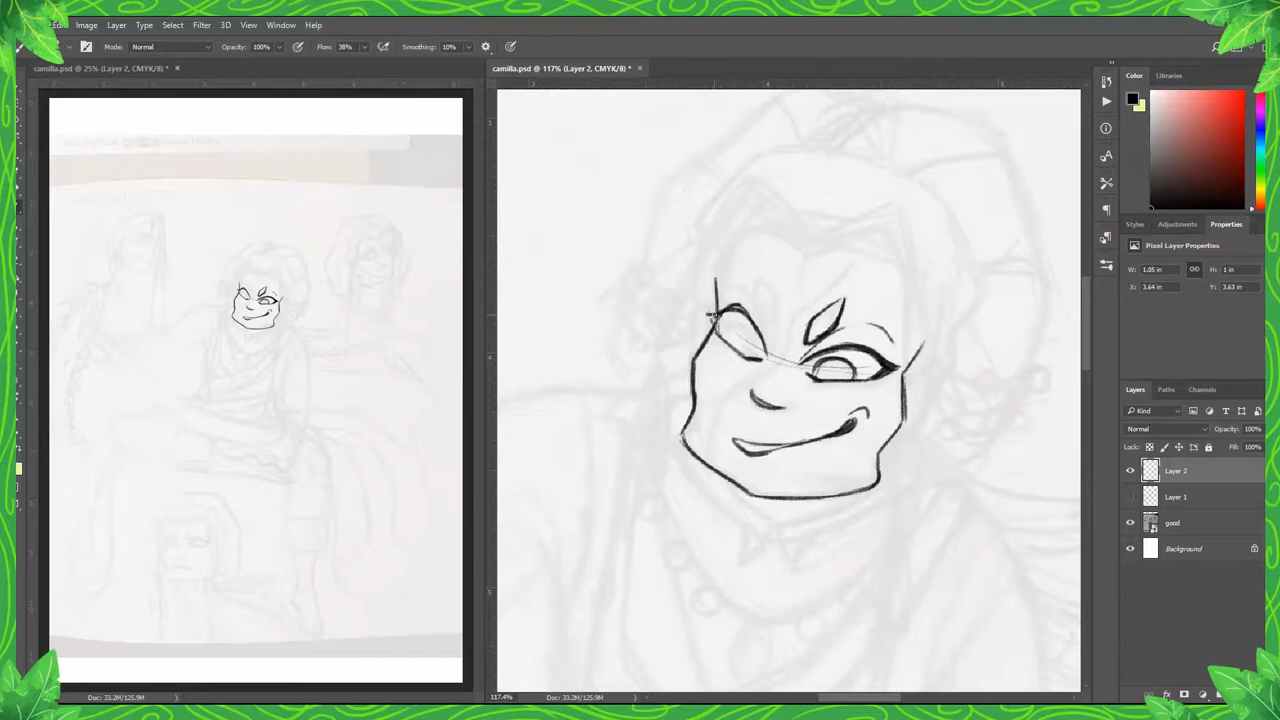 Edit Image Layer Type Select Filter 3D View Window Help
Mode: Normal Opacity: 100% Flow: 38% Smoothing: 10%
camilla.psd @ 25% (Layer 2, CMYK/8) * × camilla.psd @ 117% (Layer 2, CMYK/8) * ×
Color Libraries
Styles Adjustments Properties
Pixel Layer Properties
W: 1.05 in H: 1 in
X: 3.64 in Y: 3.63 in
Layers Paths Channels
Kind
Normal Opacity: 100%
Lock: Fill: 100%
Layer 2
Layer 1
good
Background
Doc: 33.2M/125.9M 117.4% Doc: 33.2M/125.9M